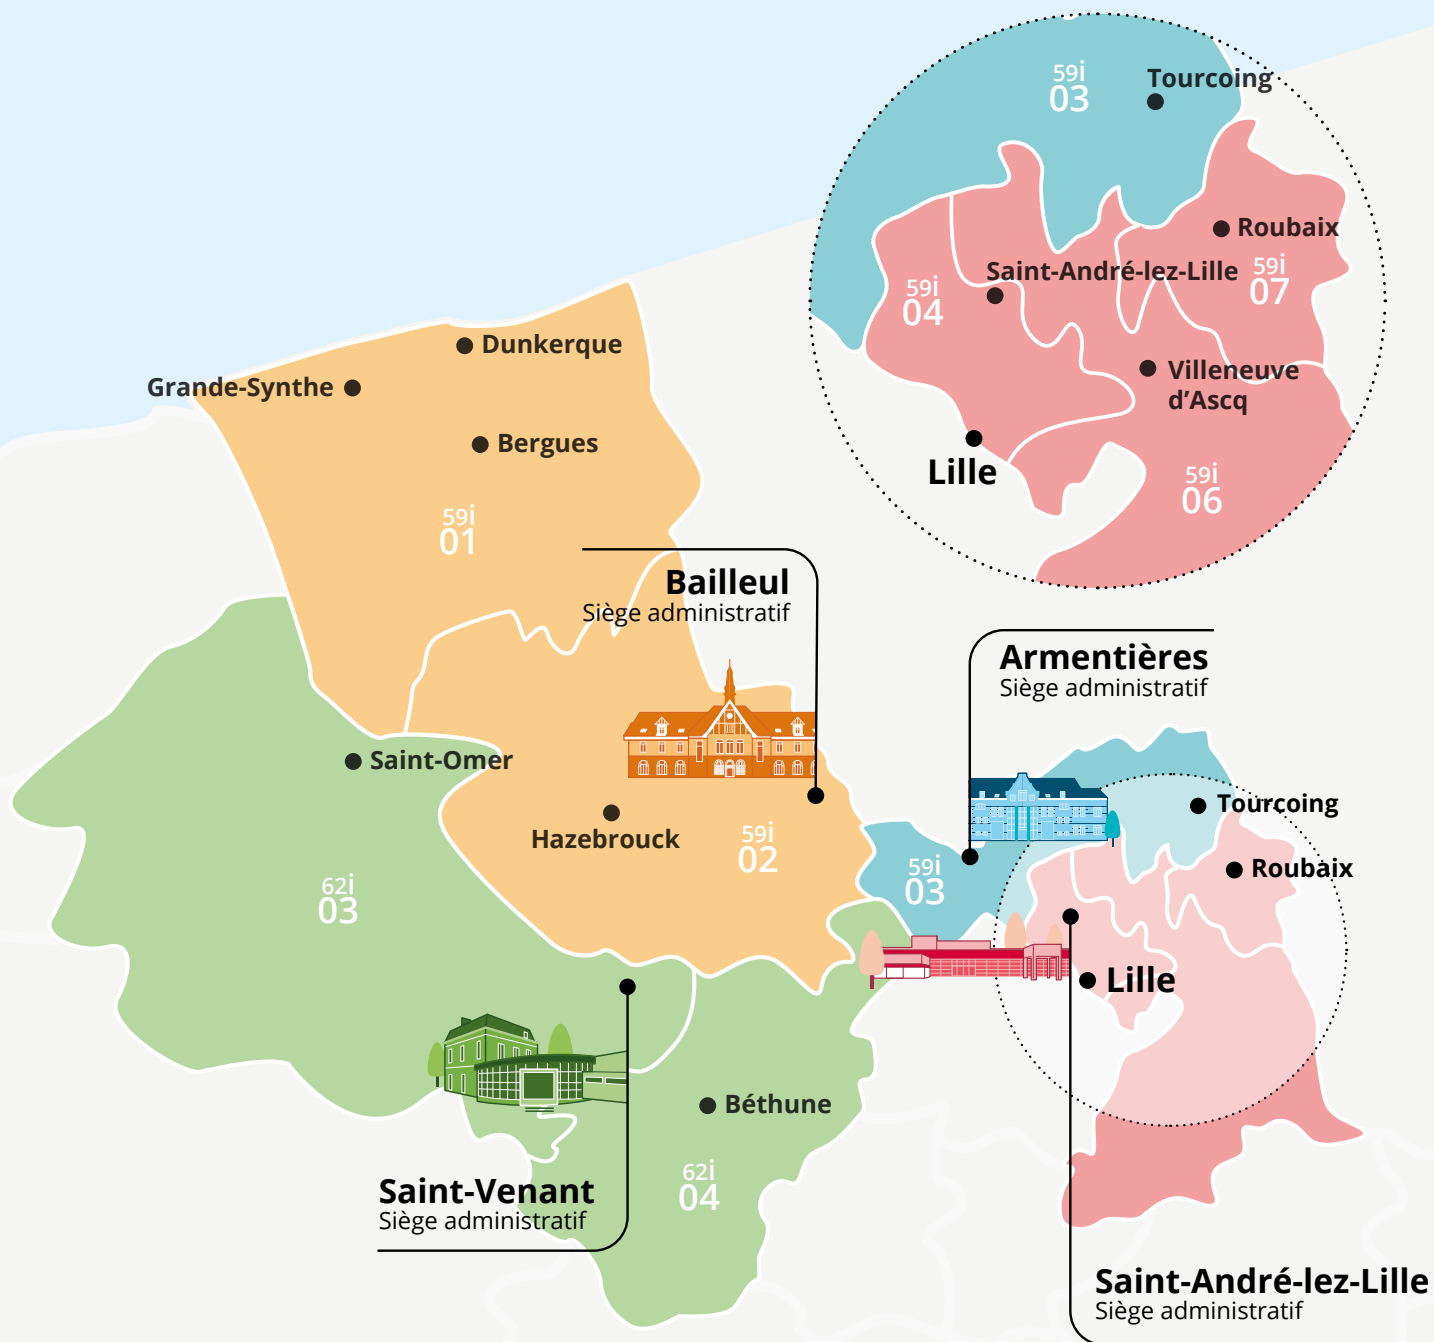 59i
03
Tourcoing
Roubaix
Saint-André-lez-Lille
59i
07
59i
04
Villeneuve
d’Ascq
Lille
59i
06
Dunkerque
Grande-Synthe
Bergues
59i
01
Bailleul
Siège administratif
Armentières
Siège administratif
Saint-Omer
Hazebrouck
59i
02
Tourcoing
Roubaix
59i
03
62i
03
Lille
Béthune
62i
04
Saint-Venant
Siège administratif
Saint-André-lez-Lille
Siège administratif